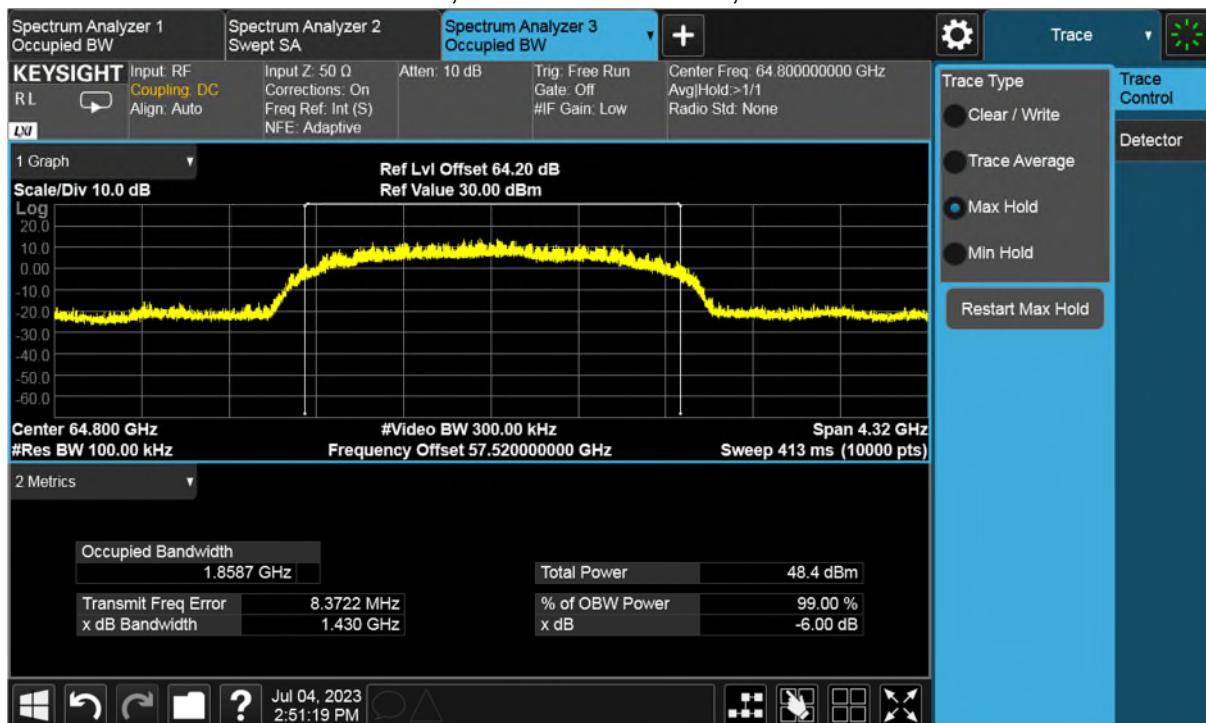 Spectrum Analyzer 1
Occupied BW
Spectrum Analyzer 2
Swept SA
Spectrum Analyzer 3
Occupied BW
Trace
KEYSIGHT
RL
LXI
Input: RF
Coupling: DC
Align: Auto
Input Z: 50 Ω
Corrections: On
Freq Ref: Int (S)
NFE: Adaptive
Atten: 10 dB
Trig: Free Run
Gate: Off
#IF Gain: Low
Center Freq: 64.800000000 GHz
Avg|Hold:>1/1
Radio Std: None
Trace Type
Clear / Write
Trace Average
Max Hold
Min Hold
Restart Max Hold
Trace
Control
Detector
1 Graph
Scale/Div 10.0 dB
Ref Lvl Offset 64.20 dB
Ref Value 30.00 dBm
Log
20.0
10.0
0.00
-10.0
-20.0
-30.0
-40.0
-50.0
-60.0
Center 64.800 GHz
#Video BW 300.00 kHz
Span 4.32 GHz
#Res BW 100.00 kHz
Frequency Offset 57.520000000 GHz
Sweep 413 ms (10000 pts)
2 Metrics
Occupied Bandwidth
1.8587 GHz
Total Power 48.4 dBm
Transmit Freq Error 8.3722 MHz
% of OBW Power 99.00 %
x dB Bandwidth 1.430 GHz
x dB -6.00 dB
?
Jul 04, 2023
2:51:19 PM